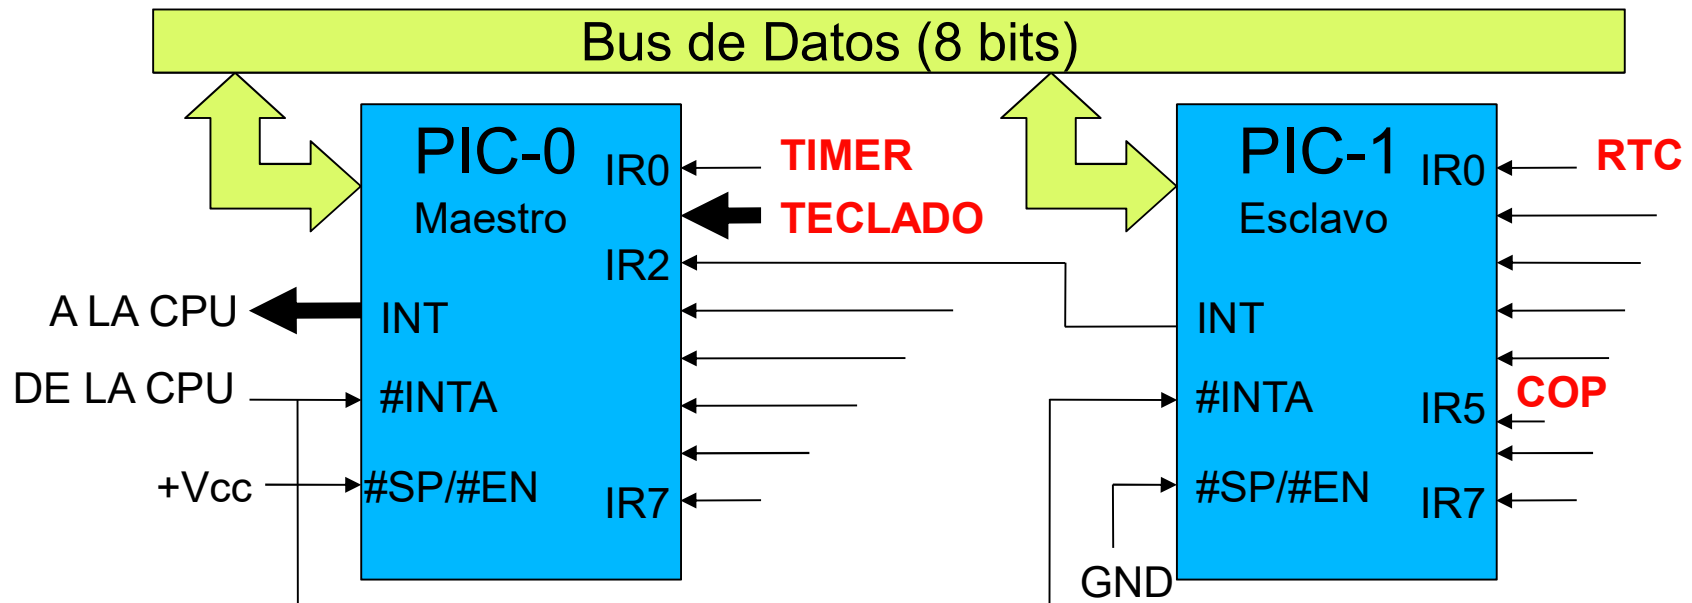 Bus de Datos (8 bits)
PIC-0
Maestro
IR0
TIMER
TECLADO
IR2
A LA CPU
INT
DE LA CPU
#INTA
+Vcc
#SP/#EN
IR7
PIC-1
Esclavo
IR0
RTC
INT
#INTA
COP
IR5
#SP/#EN
IR7
GND